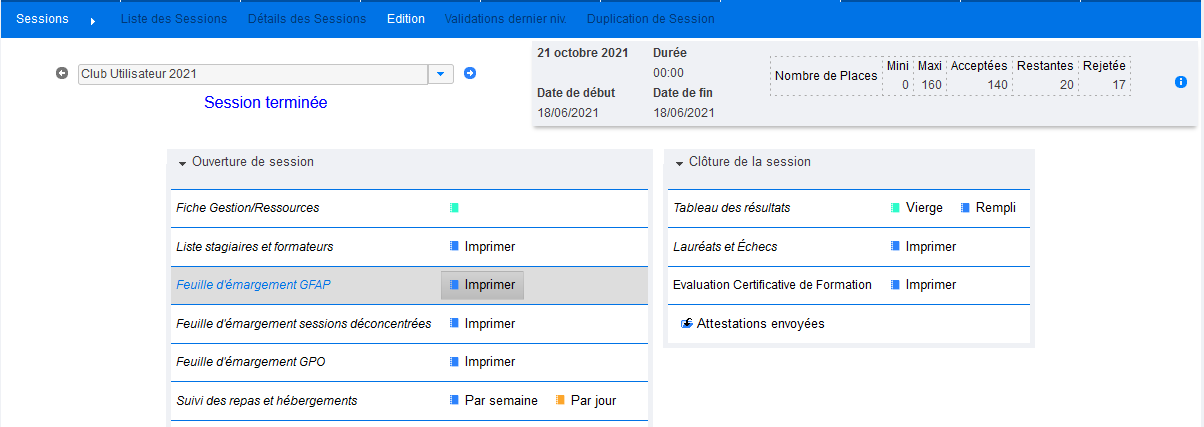 Sessions Liste des Sessions Détails des Sessions Edition Validations dernier niv. Duplication de Session
Club Utilisateur 2021
Session terminée
21 octobre 2021 Durée
00:00
Date de début Date de fin
18/06/2021 18/06/2021
Nombre de Places Mini Maxi Acceptées Restantes Rejetée
0 160 140 20 17
Ouverture de session
Fiche Gestion/Ressources
Liste stagiaires et formateurs Imprimer
Feuille d'émargement GFAP Imprimer
Feuille d'émargement sessions déconcentrées Imprimer
Feuille d'émargement GPO Imprimer
Suivi des repas et hébergements Par semaine Par jour
Clôture de la session
Tableau des résultats Vierge Rempli
Lauréats et Échecs Imprimer
Evaluation Certificative de Formation Imprimer
Attestations envoyées